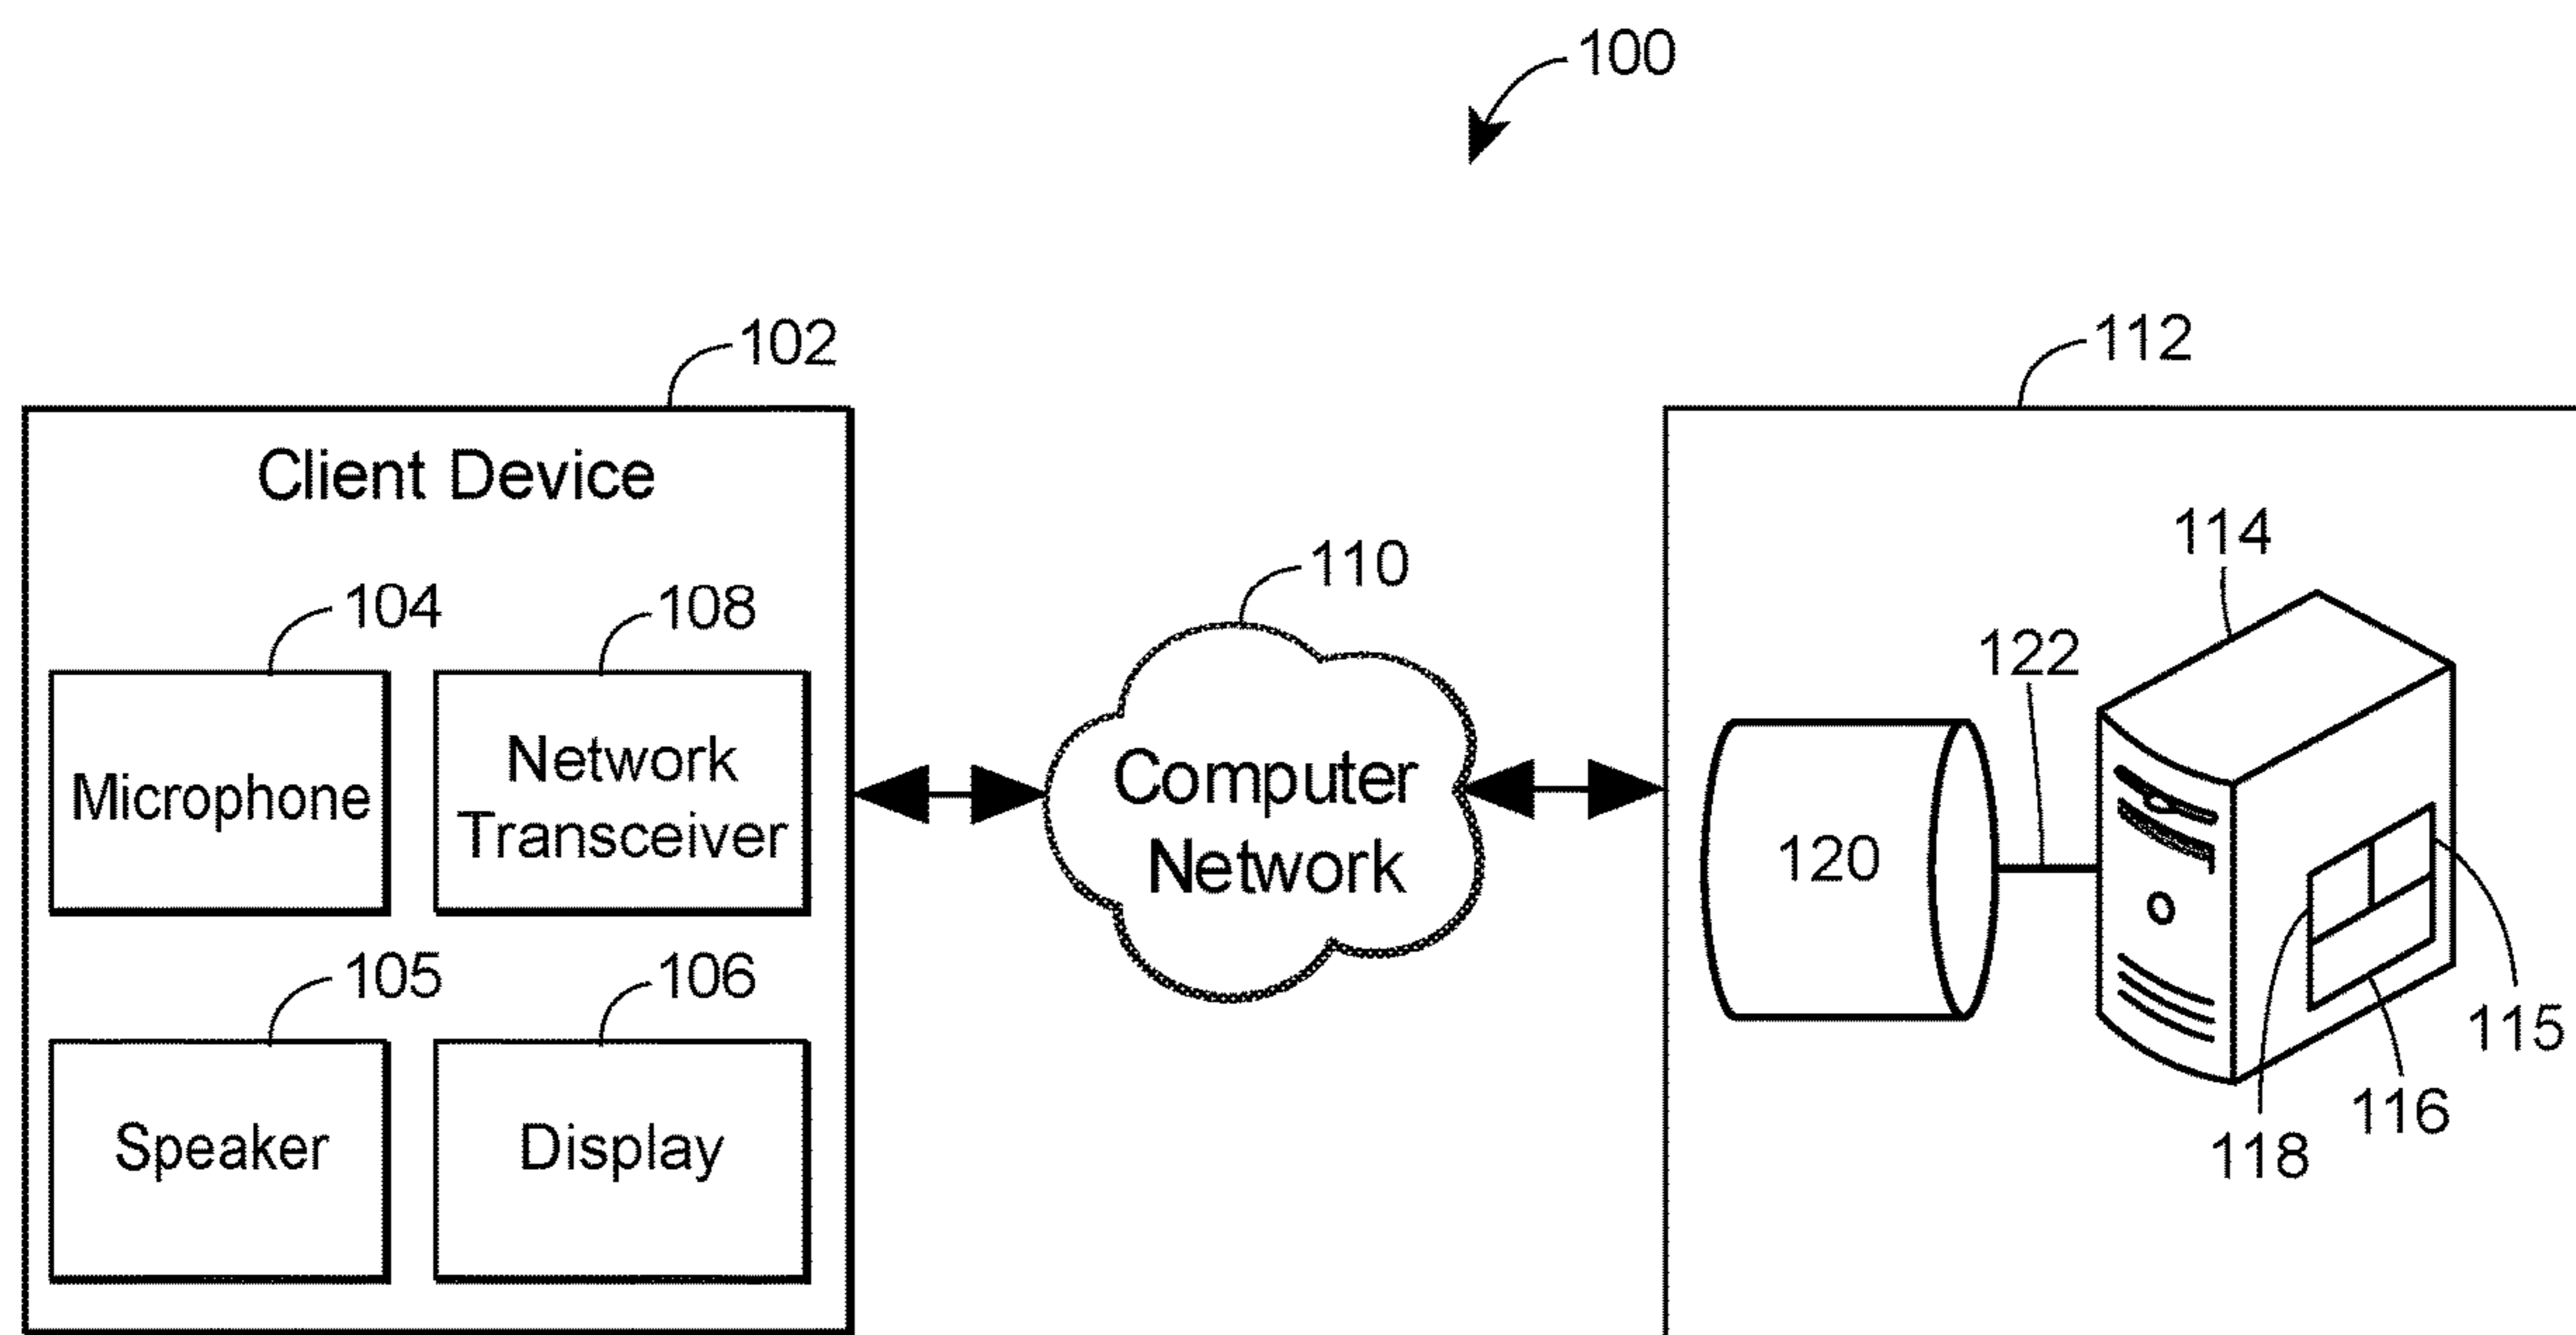 100
102
112
Client Device
104
108
Microphone
Network
Transceiver
105
106
Speaker
Display
110
Computer
Network
114
122
120
115
116
118